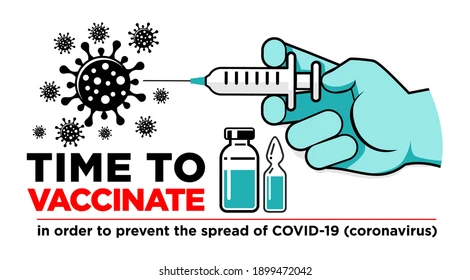 TIME TO
VACCINATE
in order to prevent the spread of COVID-19 (coronavirus)
shutterstock.com · 1899472042